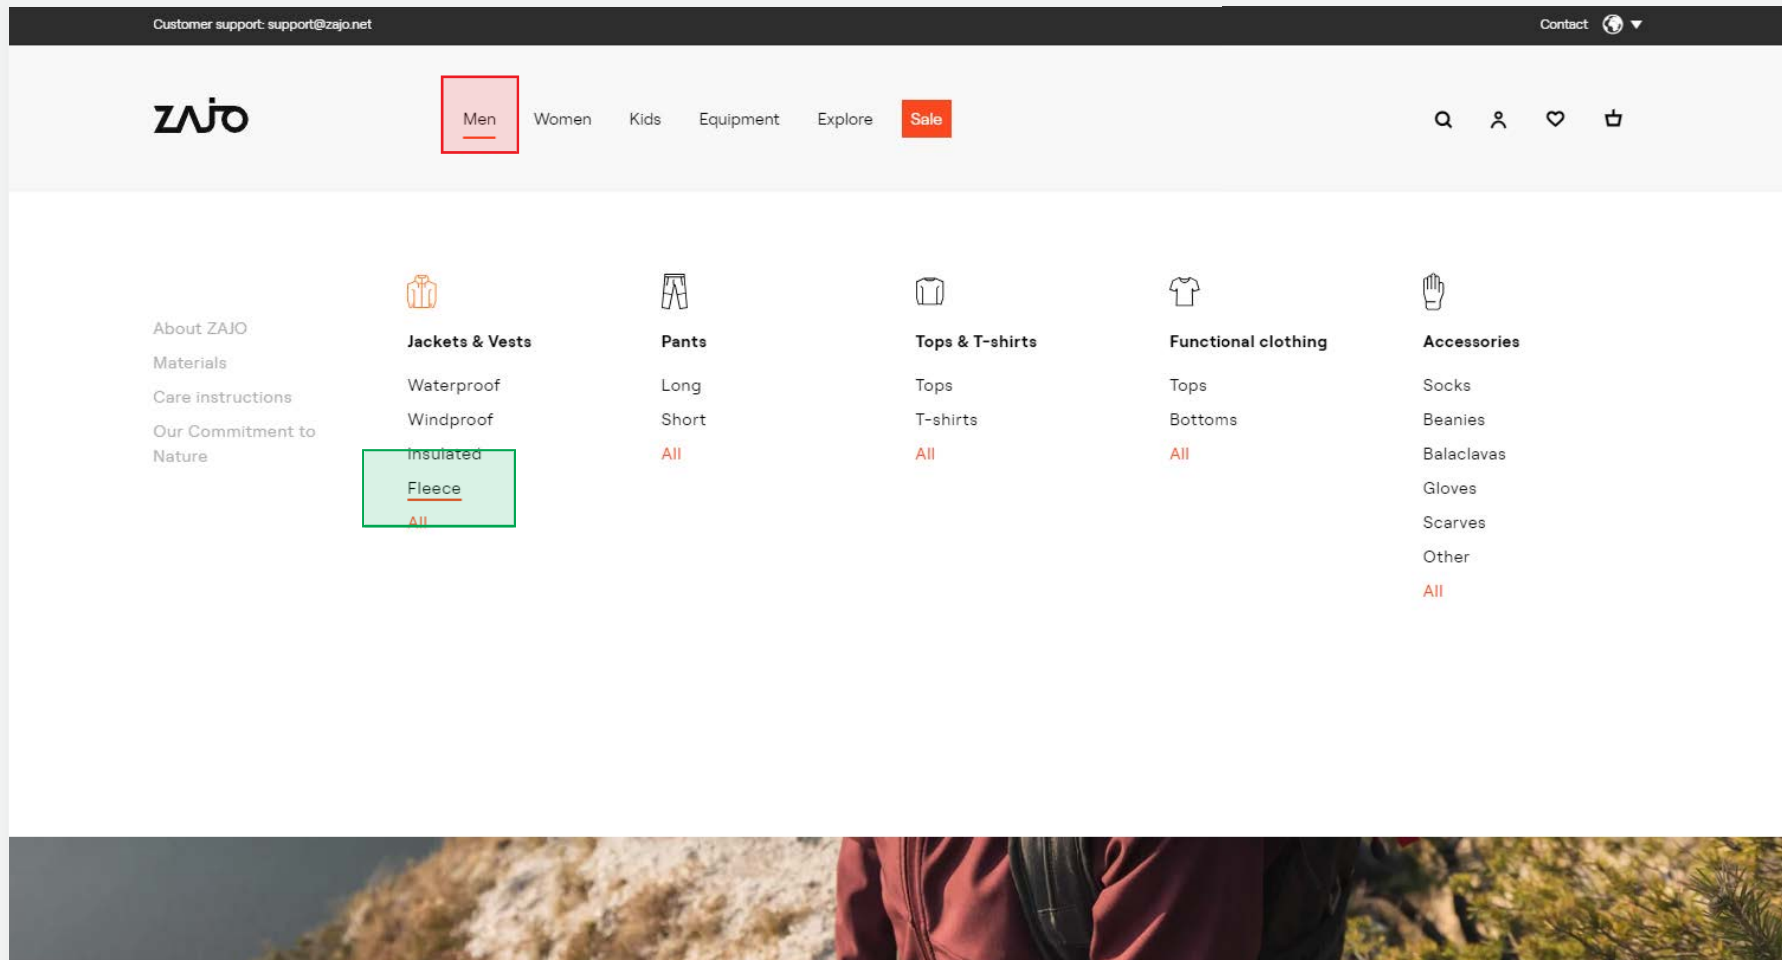 Customer support: support@zajo.net
Contact
ZAJO
Men
Women
Kids
Equipment
Explore
Sale
About ZAJO
Materials
Care instructions
Our Commitment to
Nature
Jackets & Vests
Waterproof
Windproof
Insulated
Fleece
All
Pants
Long
Short
All
Tops & T-shirts
Tops
T-shirts
All
Functional clothing
Tops
Bottoms
All
Accessories
Socks
Beanies
Balaclavas
Gloves
Scarves
Other
All